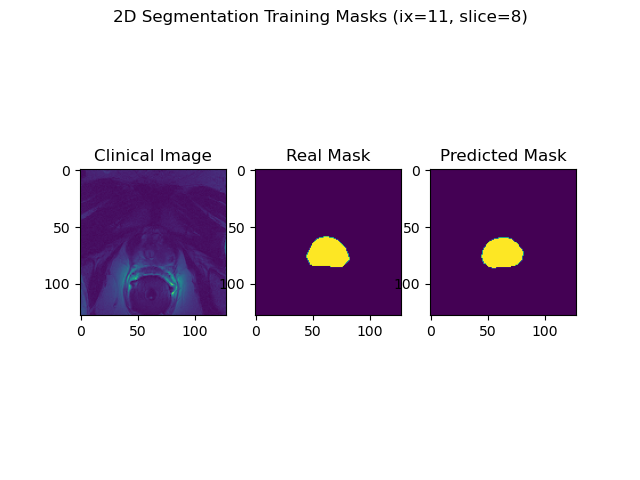 2D Segmentation Training Masks (ix=11, slice=8)
Clinical Image Real Mask Predicted Mask
0 0 0
50 50 50
100 100 100
0 50 100 0 50 100 0 50 100